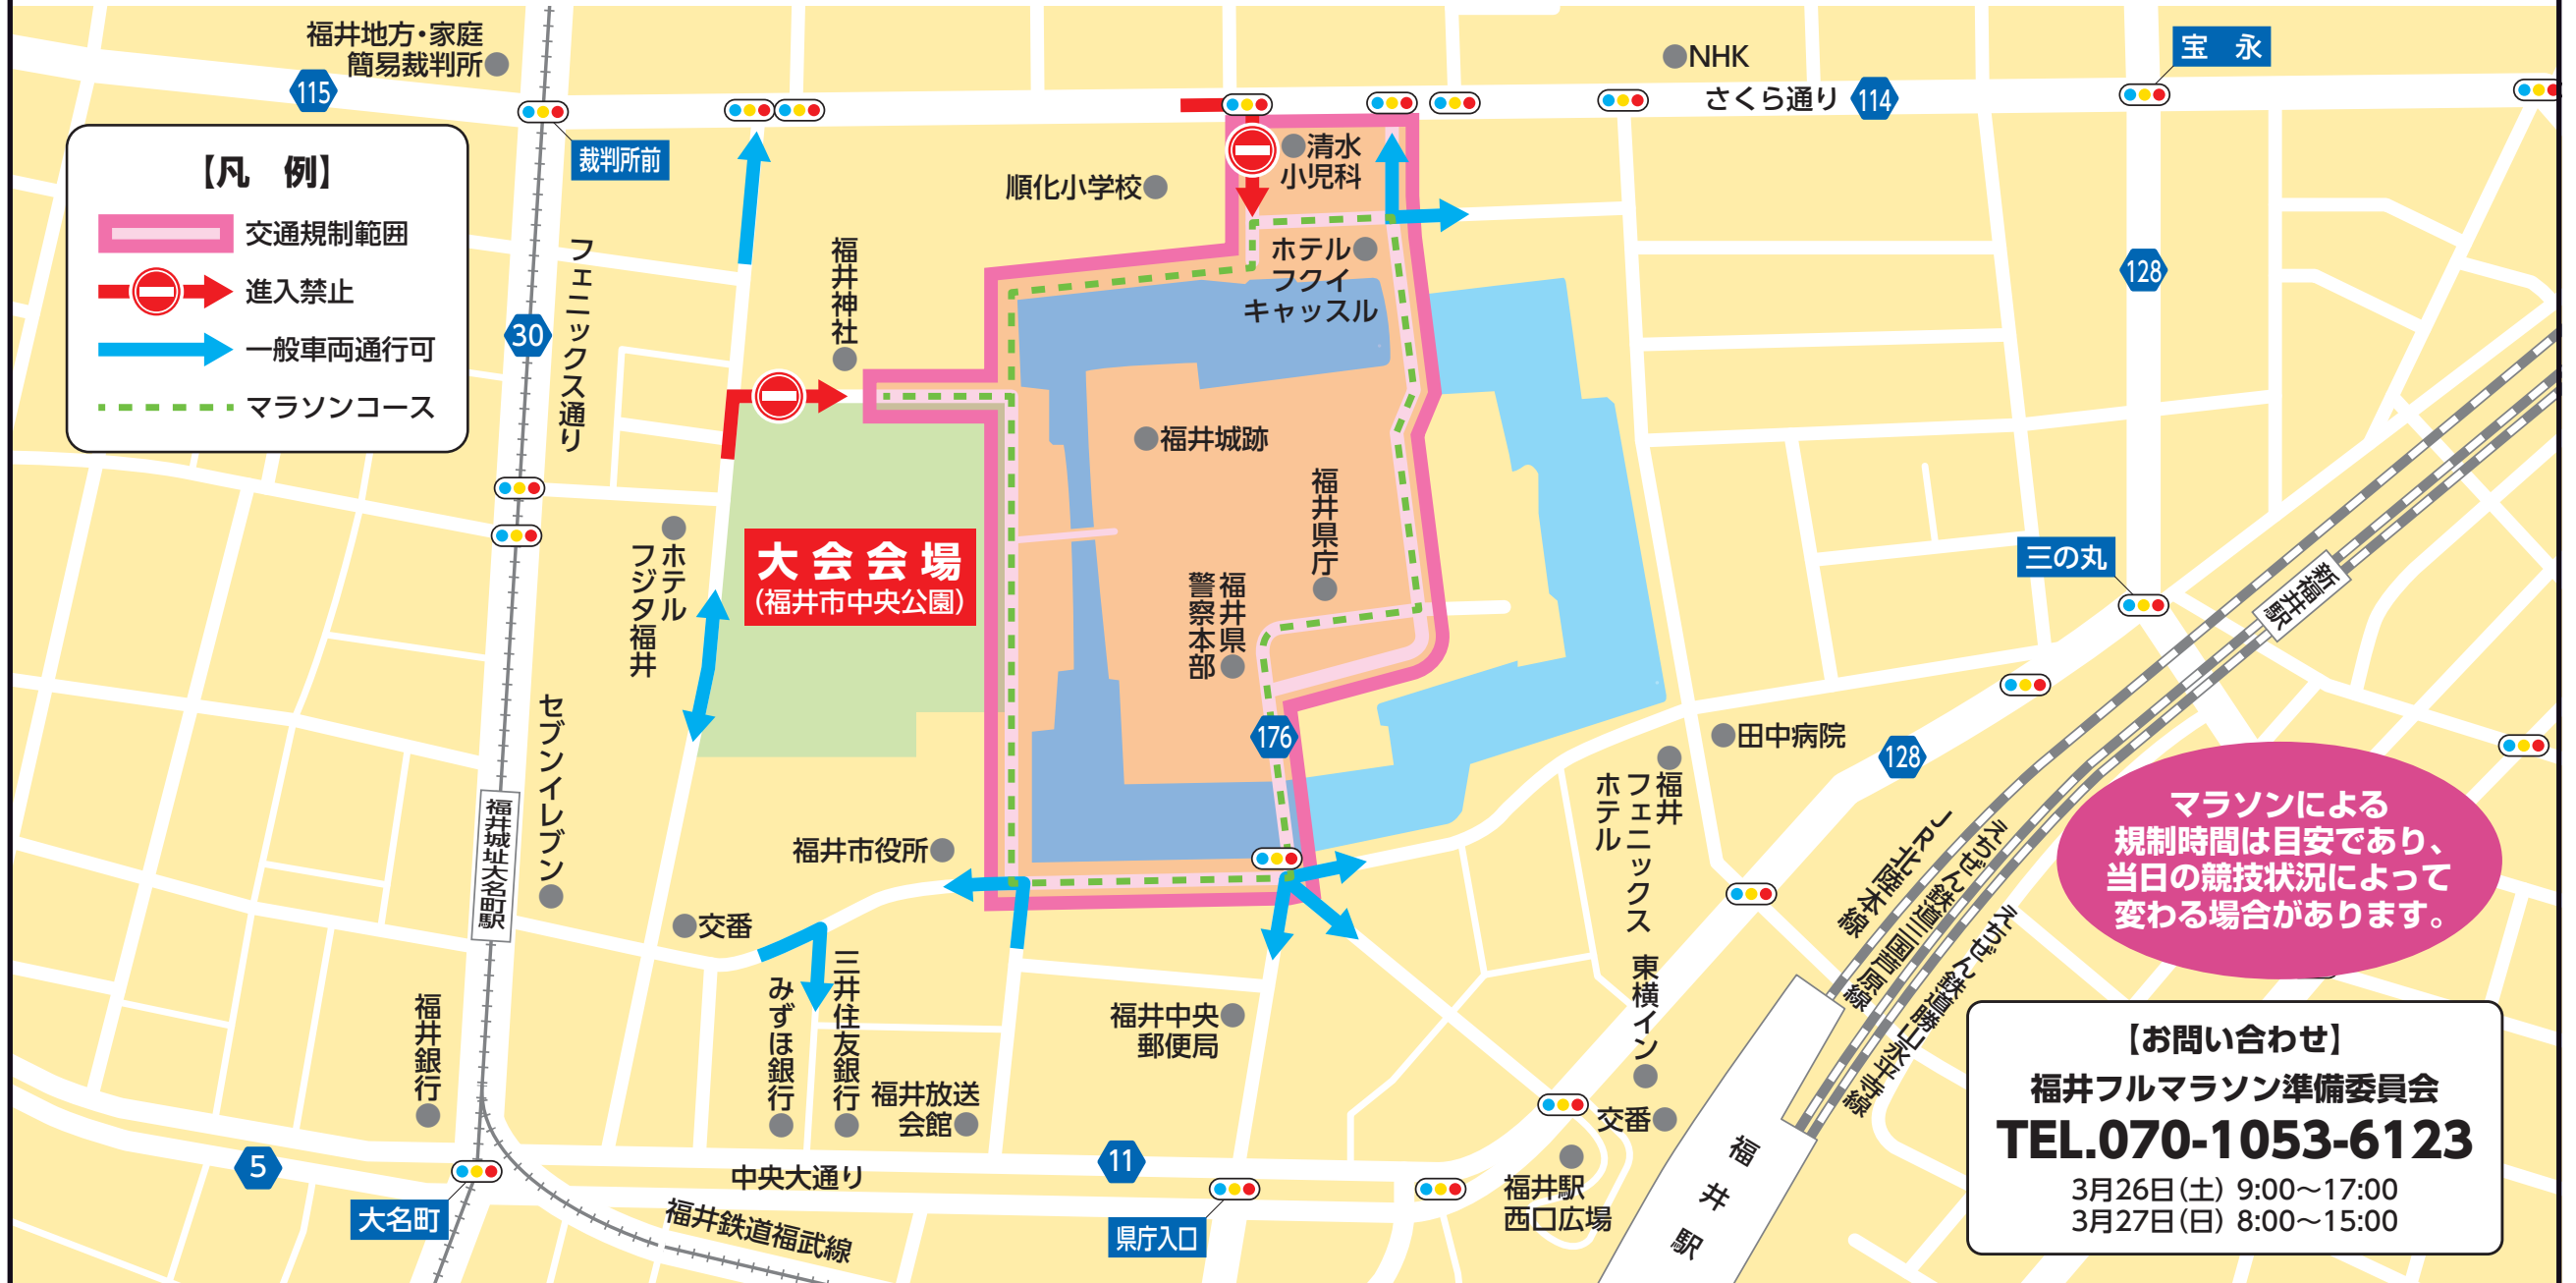 福井地方・家庭
簡易裁判所
115
NHK
さくら通り
114
宝 永
裁判所前
【凡 例】
交通規制範囲
進入禁止
一般車両通行可
マラソンコース
30
フェニックス通り
順化小学校
清水
小児科
ホテル
フクイ
キャッスル
福井神社
128
福井城跡
福井県庁
福井県
警察本部
大会会場
(福井市中央公園)
ホテル
フジタ福井
三の丸
新福井駅
セブンイレブン
福井城址大名町駅
176
田中病院
128
福井
フェニックス
ホテル
福井市役所
交番
マラソンによる
規制時間は目安であり、
当日の競技状況によって
変わる場合があります。
JR北陸本線
えちぜん鉄道三国芦原線
えちぜん鉄道勝山永平寺線
東横イン
三井住友銀行
みずほ銀行
福井銀行
福井中央
郵便局
福井放送
会館
交番
福井駅
西口広場
福井駅
5
11
中央大通り
大名町
県庁入口
福井鉄道福武線
【お問い合わせ】
福井フルマラソン準備委員会
TEL.070-1053-6123
3月26日(土) 9:00〜17:00
3月27日(日) 8:00〜15:00